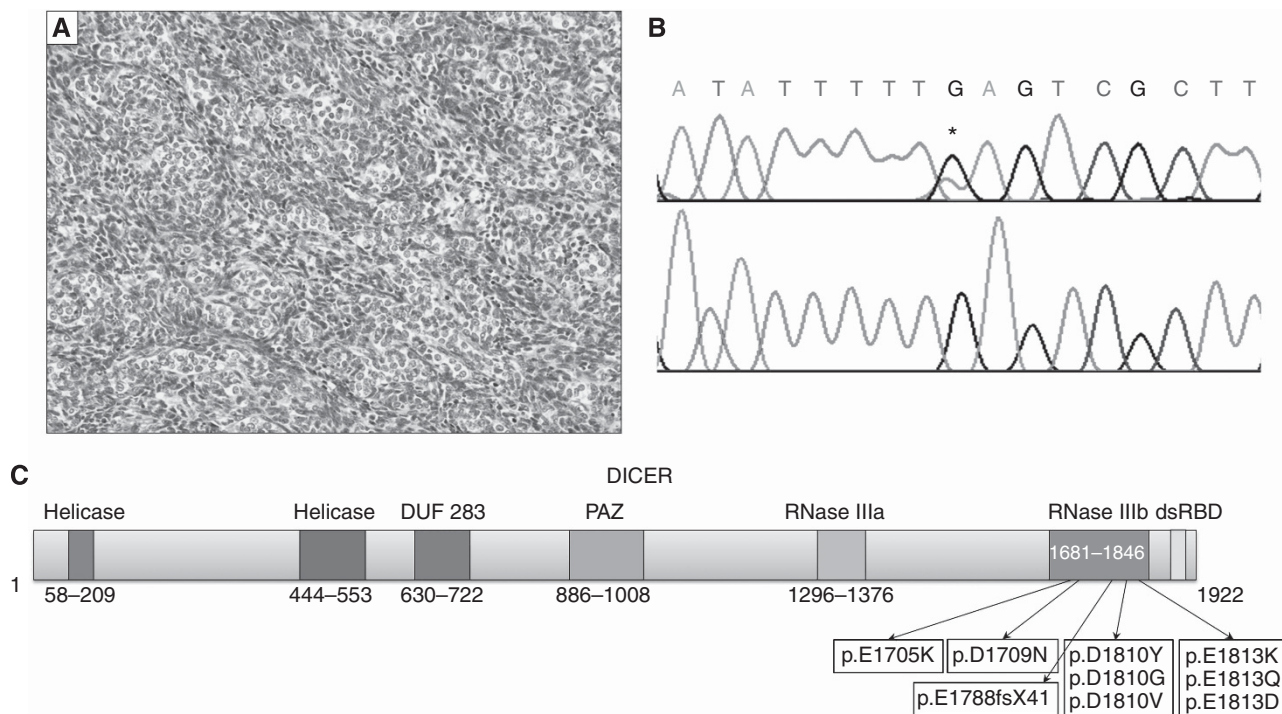 A
B
A T A T T T T T G A G T C G C T T
*
C
DICER
Helicase Helicase DUF 283 PAZ RNase IIIa RNase IIIb dsRBD
1681–1846
1 58–209 444–553 630–722 886–1008 1296–1376 1922
p.E1705K p.D1709N p.D1810Y p.E1813K
p.D1810G p.E1813Q
p.E1788fsX41 p.D1810V p.E1813D